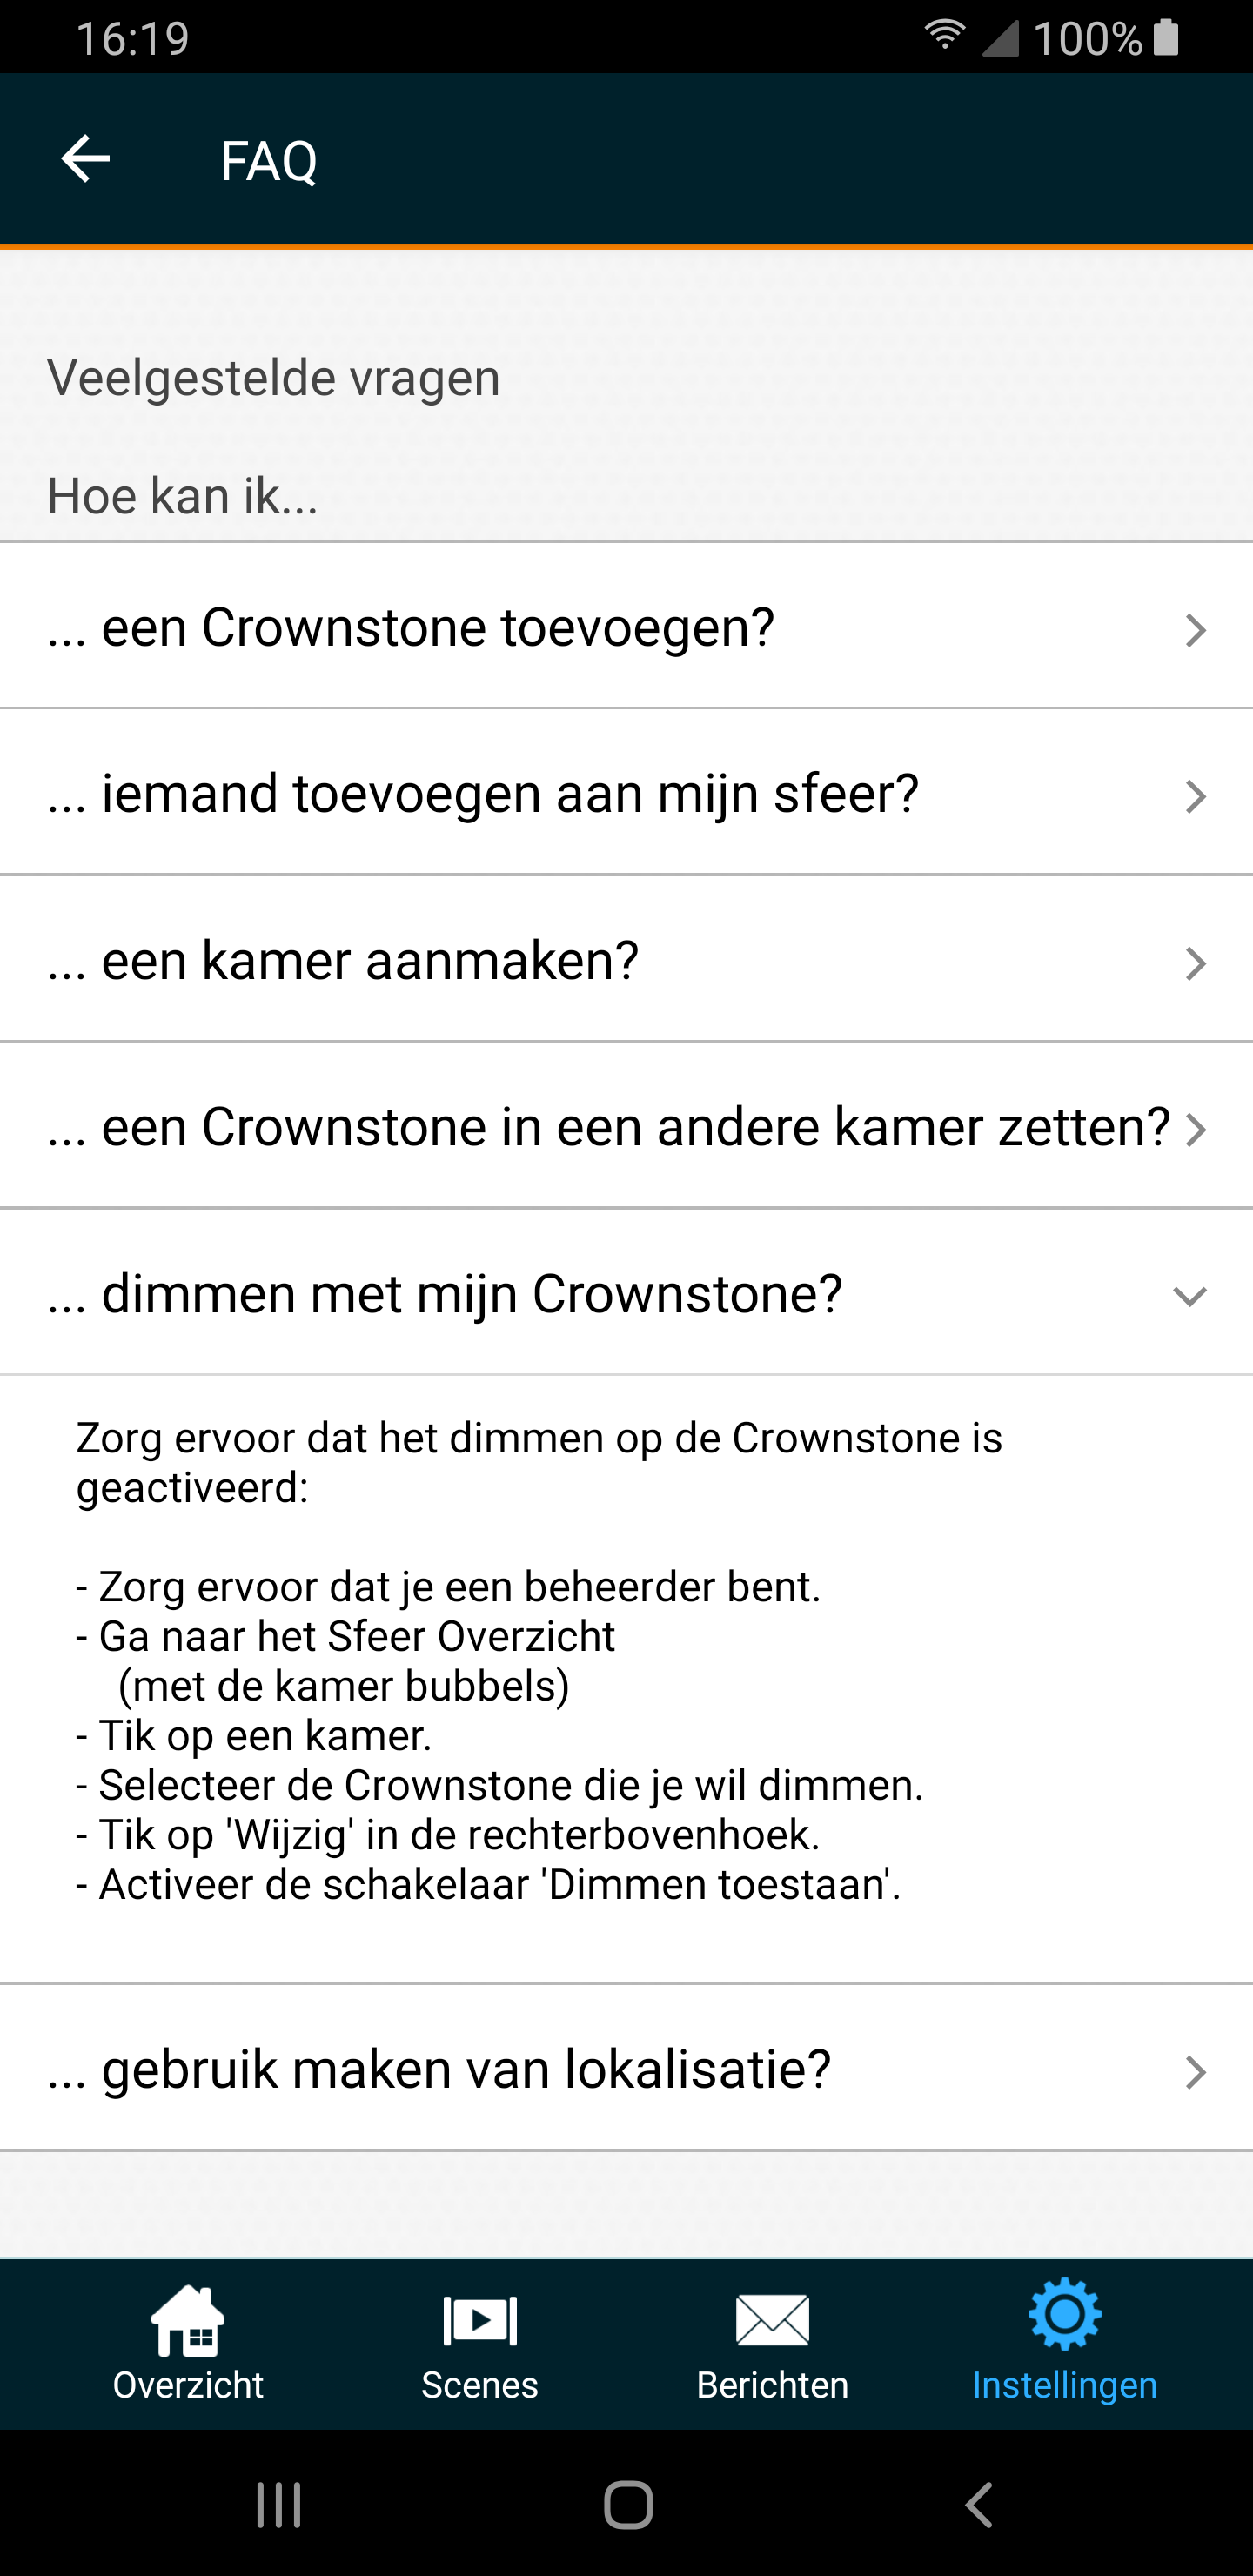 16:19
100%
FAQ
Veelgestelde vragen
Hoe kan ik...
... een Crownstone toevoegen?
... iemand toevoegen aan mijn sfeer?
... een kamer aanmaken?
... een Crownstone in een andere kamer zetten?
... dimmen met mijn Crownstone?
Zorg ervoor dat het dimmen op de Crownstone is
geactiveerd:
- Zorg ervoor dat je een beheerder bent.
- Ga naar het Sfeer Overzicht
(met de kamer bubbels)
- Tik op een kamer.
- Selecteer de Crownstone die je wil dimmen.
- Tik op 'Wijzig' in de rechterbovenhoek.
- Activeer de schakelaar 'Dimmen toestaan'.
... gebruik maken van lokalisatie?
Overzicht
Scenes
Berichten
Instellingen